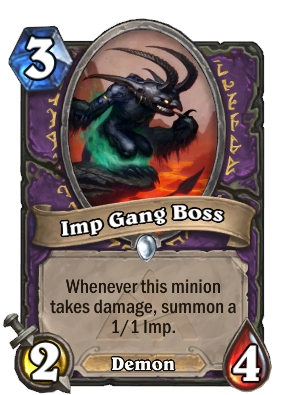 3
Imp Gang Boss
Whenever this minion
takes damage, summon a
1/1 Imp.
2
Demon
4